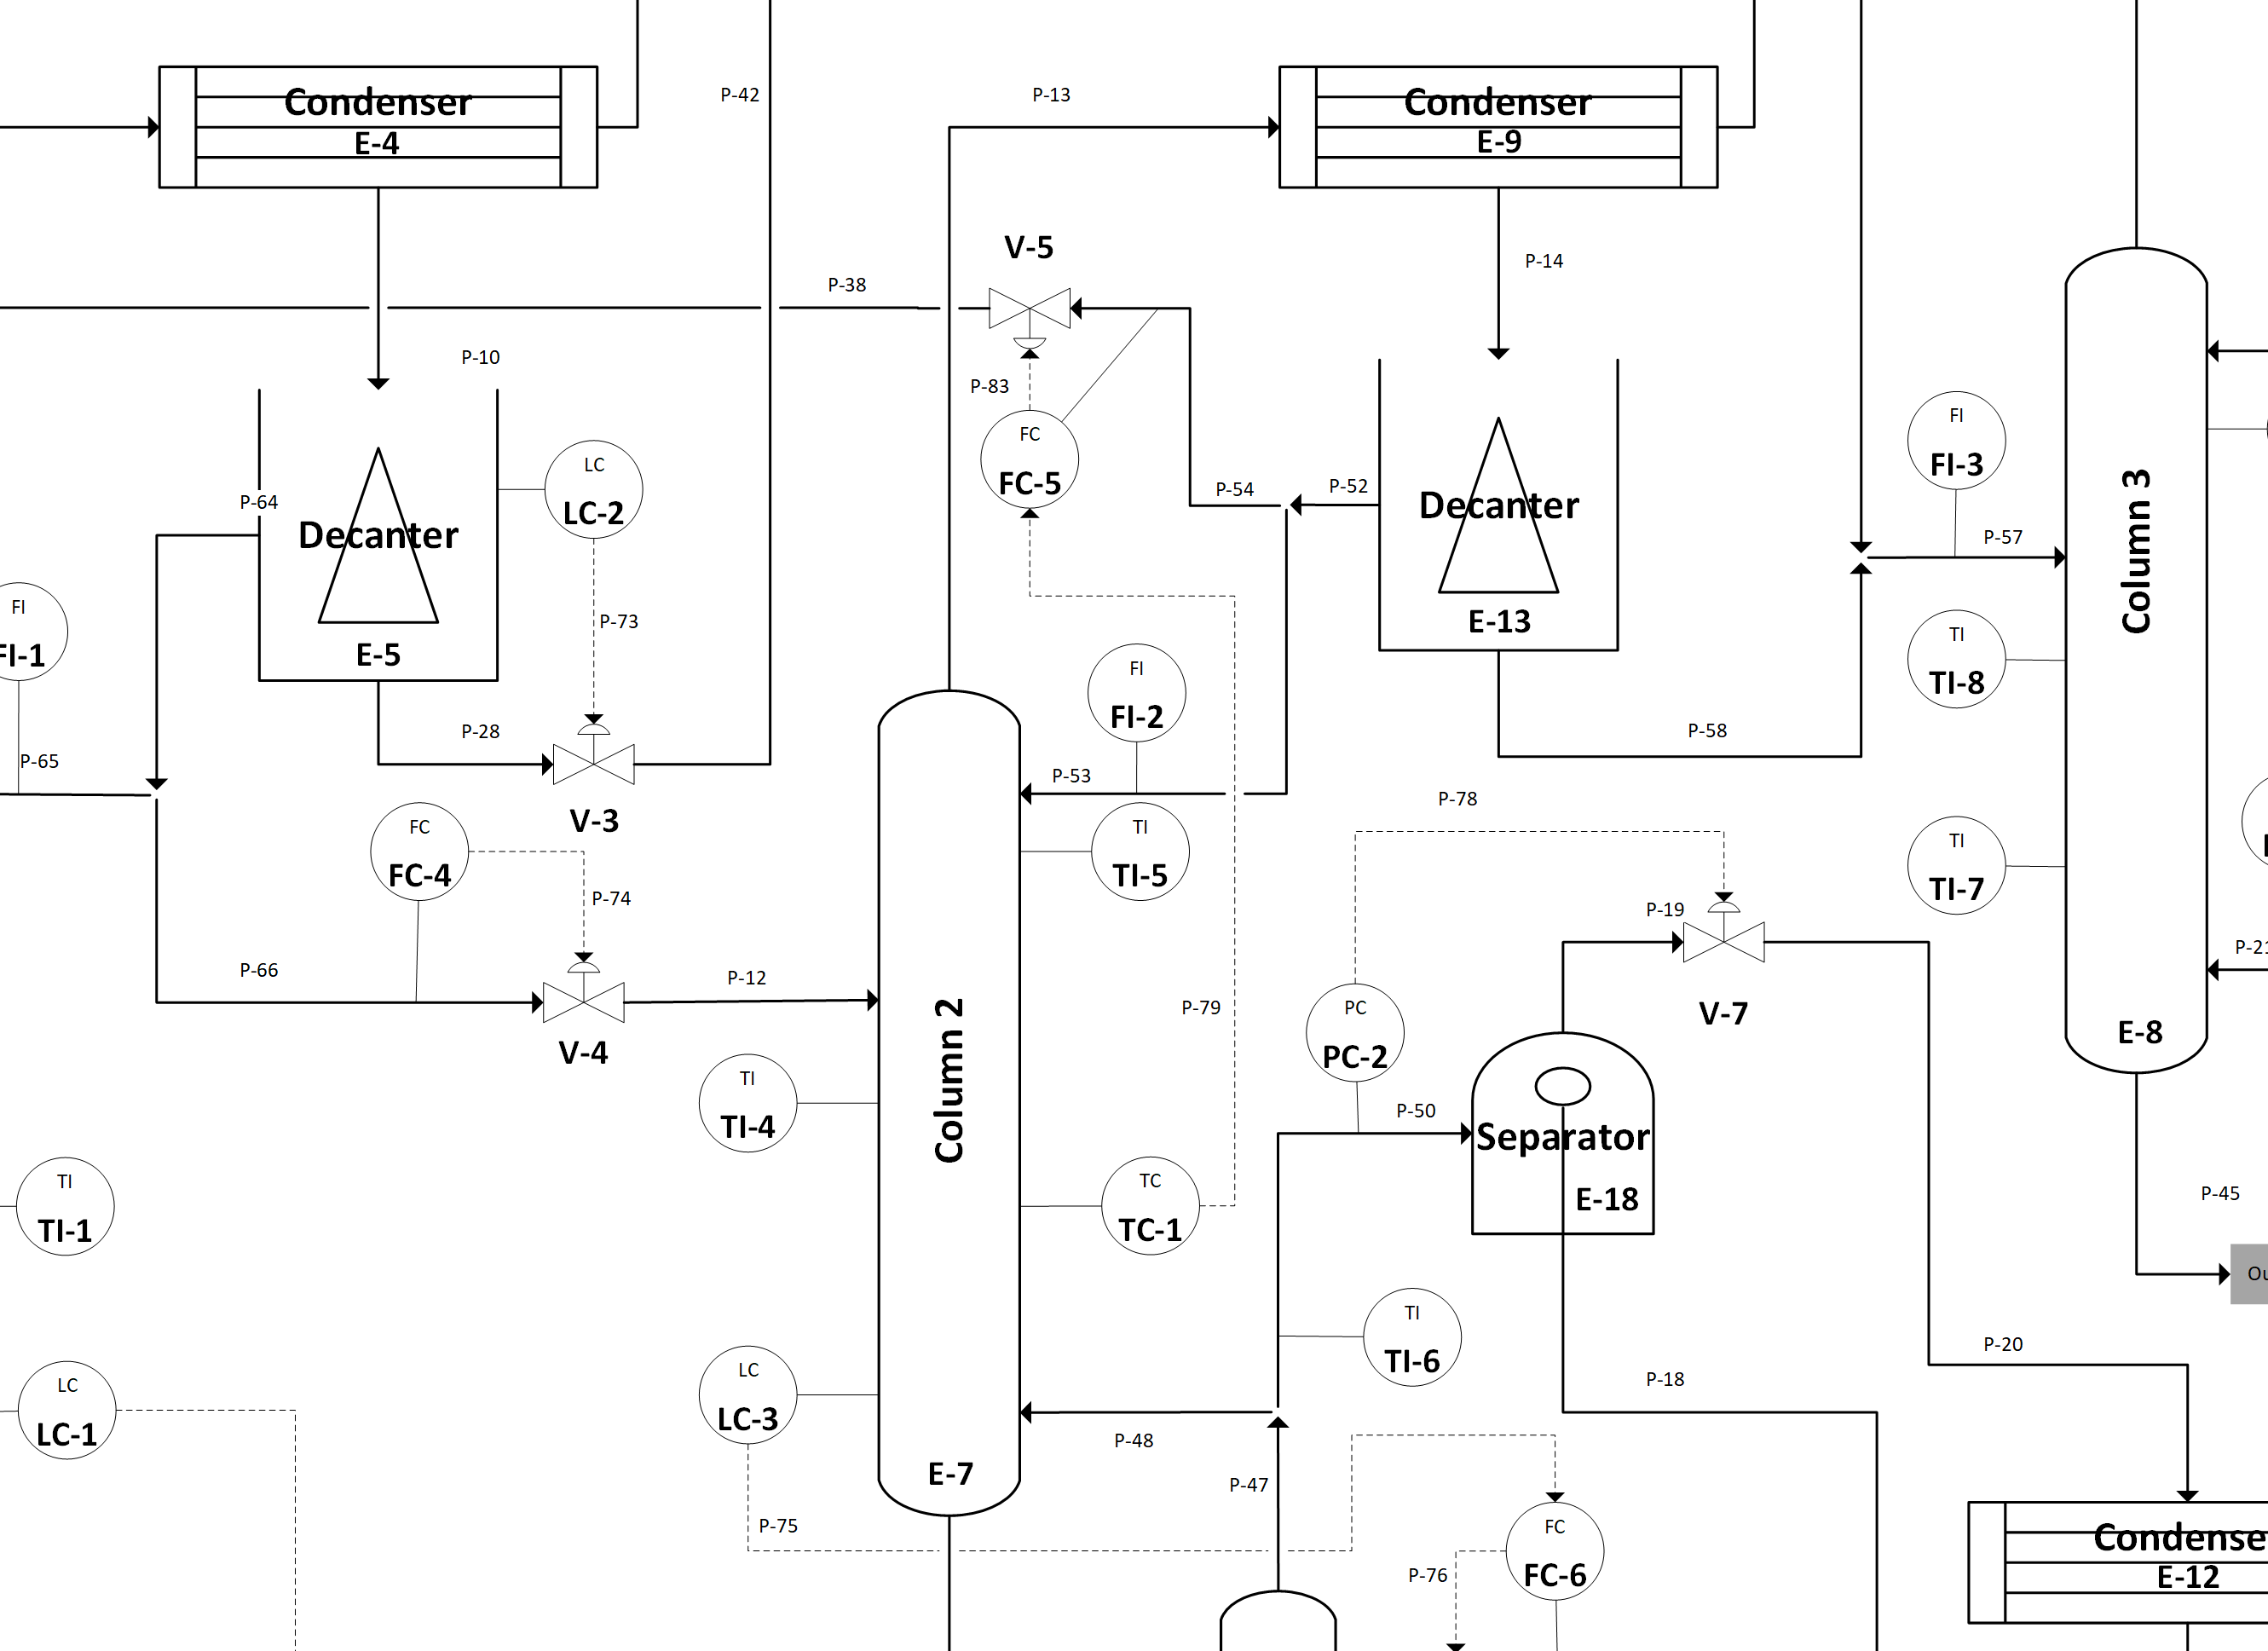 P-42
P-13
Condenser
E-4
Condenser
E-9
V-5
P-14
P-38
P-10
P-83
FC
FC-5
FI
FI-3
LC
LC-2
P-64
Decanter
E-5
P-54
P-52
Decanter
E-13
Column 3
P-57
FI
FI-1
P-73
TI
TI-8
FI
FI-2
P-28
P-58
P-65
P-53
V-3
P-78
FC
FC-4
TI
TI-5
TI
TI-7
P-74
P-19
P-21
P-66
P-12
V-4
Column 2
P-79
PC
PC-2
V-7
E-8
TI
TI-4
P-50
Separator
E-18
TI
TI-1
TC
TC-1
P-45
Ou
TI
TI-6
P-20
LC
LC-1
LC
LC-3
P-18
P-48
E-7
P-47
P-75
FC
FC-6
P-76
Condense
E-12